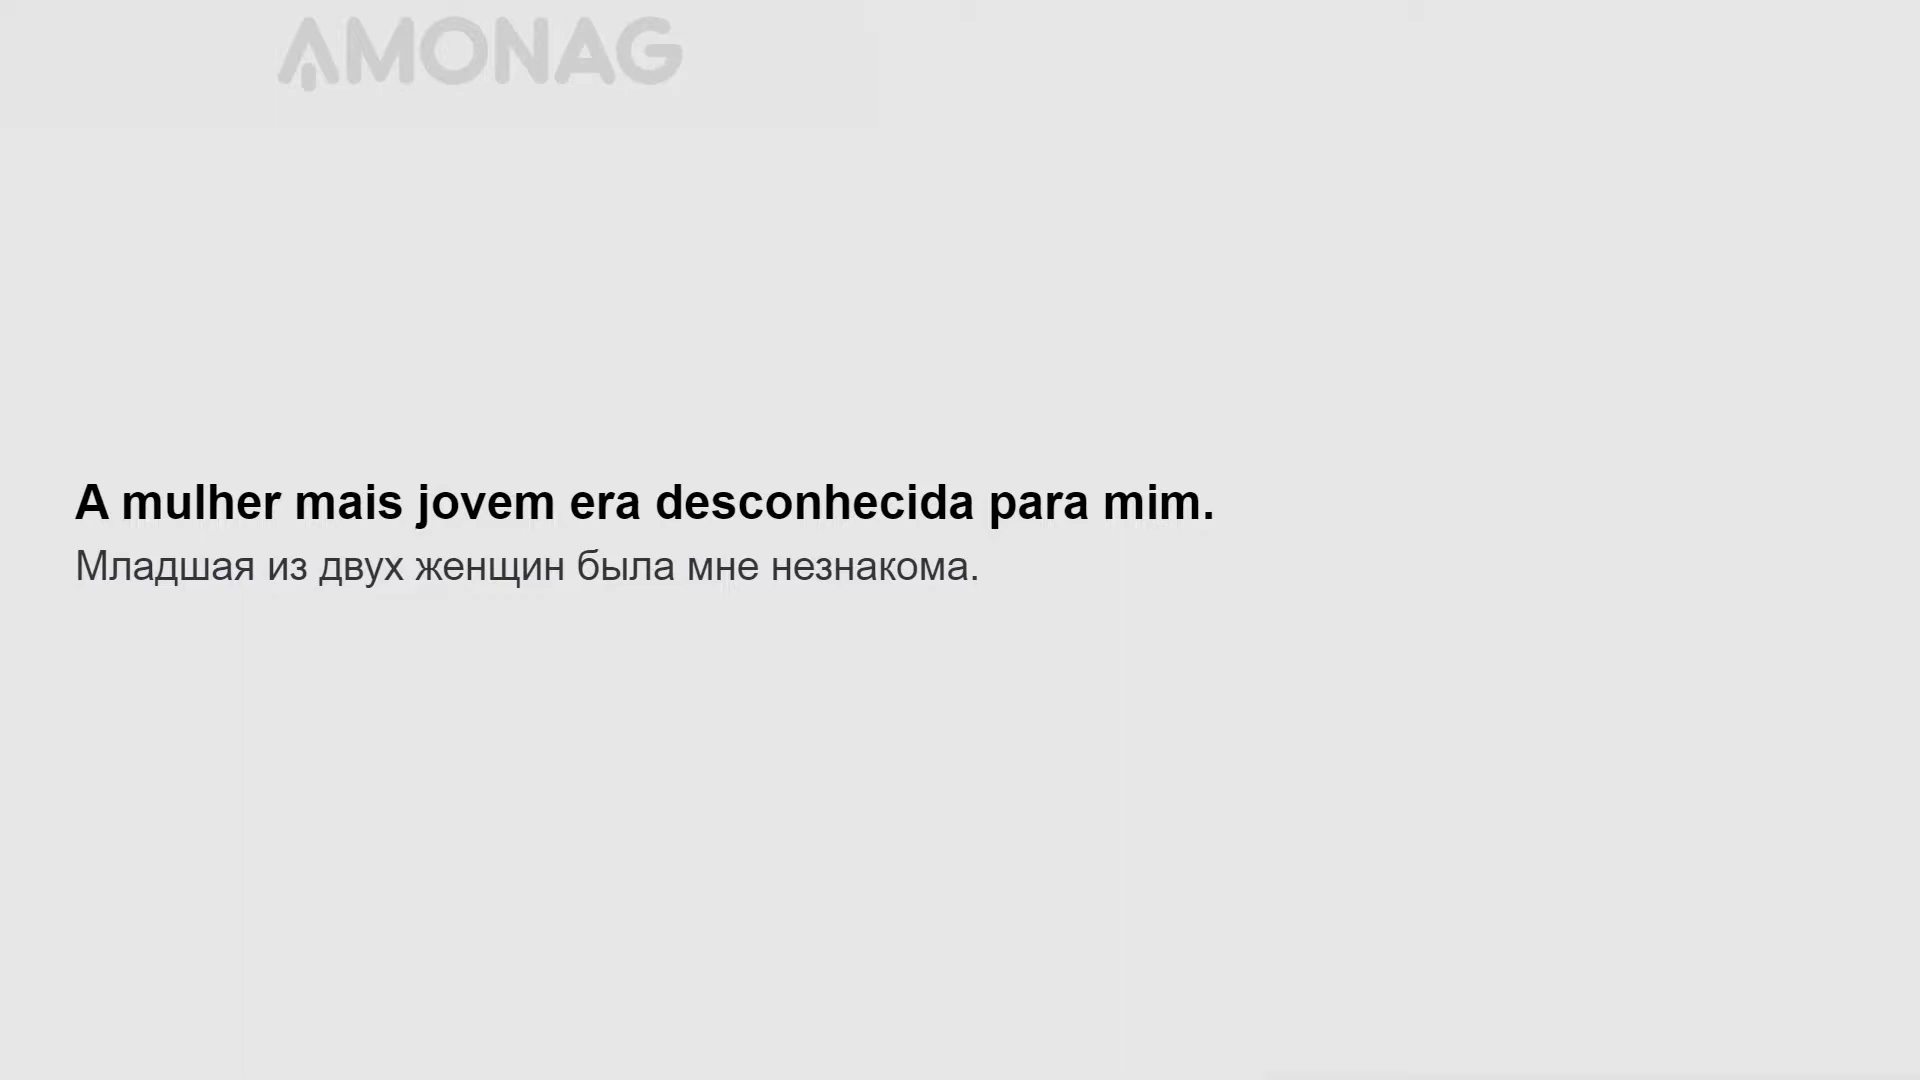 AMONAG
A mulher mais jovem era desconhecida para mim.
Младшая из двух женщин была мне незнакома.